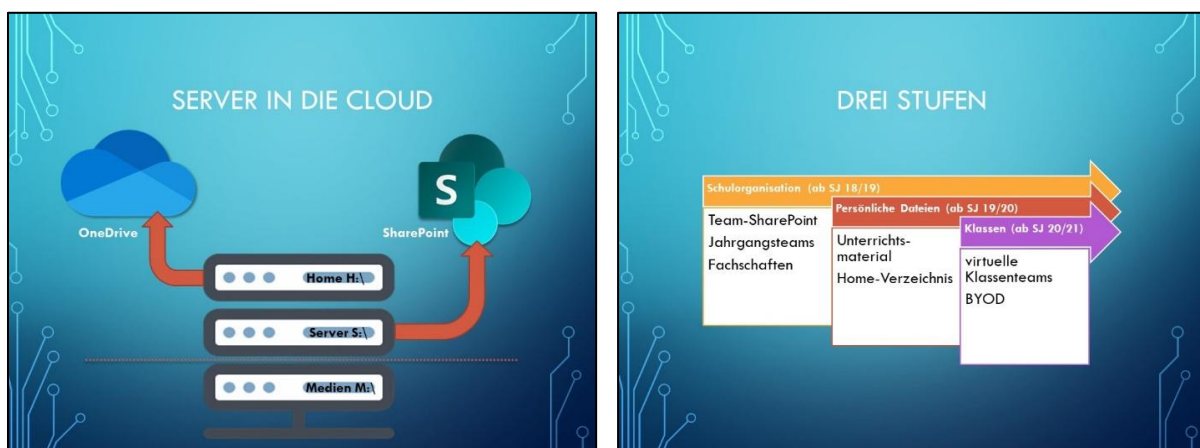 SERVER IN DIE CLOUD
S
OneDrive
SharePoint
Home H:\
Server S:\
Medien M:\
DREI STUFEN
Schulorganisation (ab SJ 18/19)
Team-SharePoint
Jahrgangsteams
Fachschaften
Persönliche Dateien (ab SJ 19/20)
Unterrichts-
material
Home-Verzeichnis
Klassen (ab SJ 20/21)
virtuelle
Klassenteams
BYOD